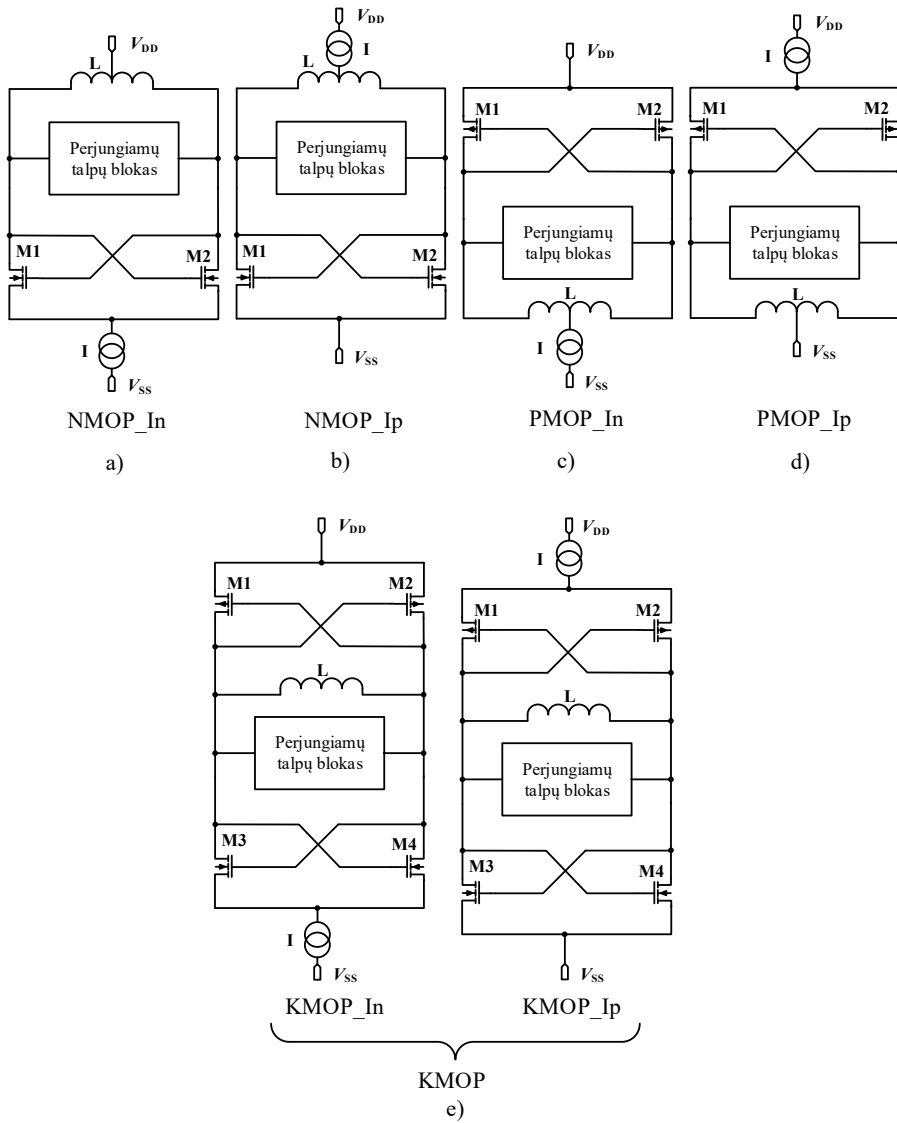 V_DD
L
Perjungiamų
talpų blokas
M1
M2
I
V_SS
NMOP_In
a)
V_DD
I
L
Perjungiamų
talpų blokas
M1
M2
V_SS
NMOP_Ip
b)
V_DD
M1
M2
Perjungiamų
talpų blokas
L
I
V_SS
PMOP_In
c)
V_DD
I
M1
M2
Perjungiamų
talpų blokas
L
V_SS
PMOP_Ip
d)
V_DD
M1
M2
L
Perjungiamų
talpų blokas
M3
M4
I
V_SS
KMOP_In
V_DD
I
M1
M2
L
Perjungiamų
talpų blokas
M3
M4
V_SS
KMOP_Ip
KMOP
e)